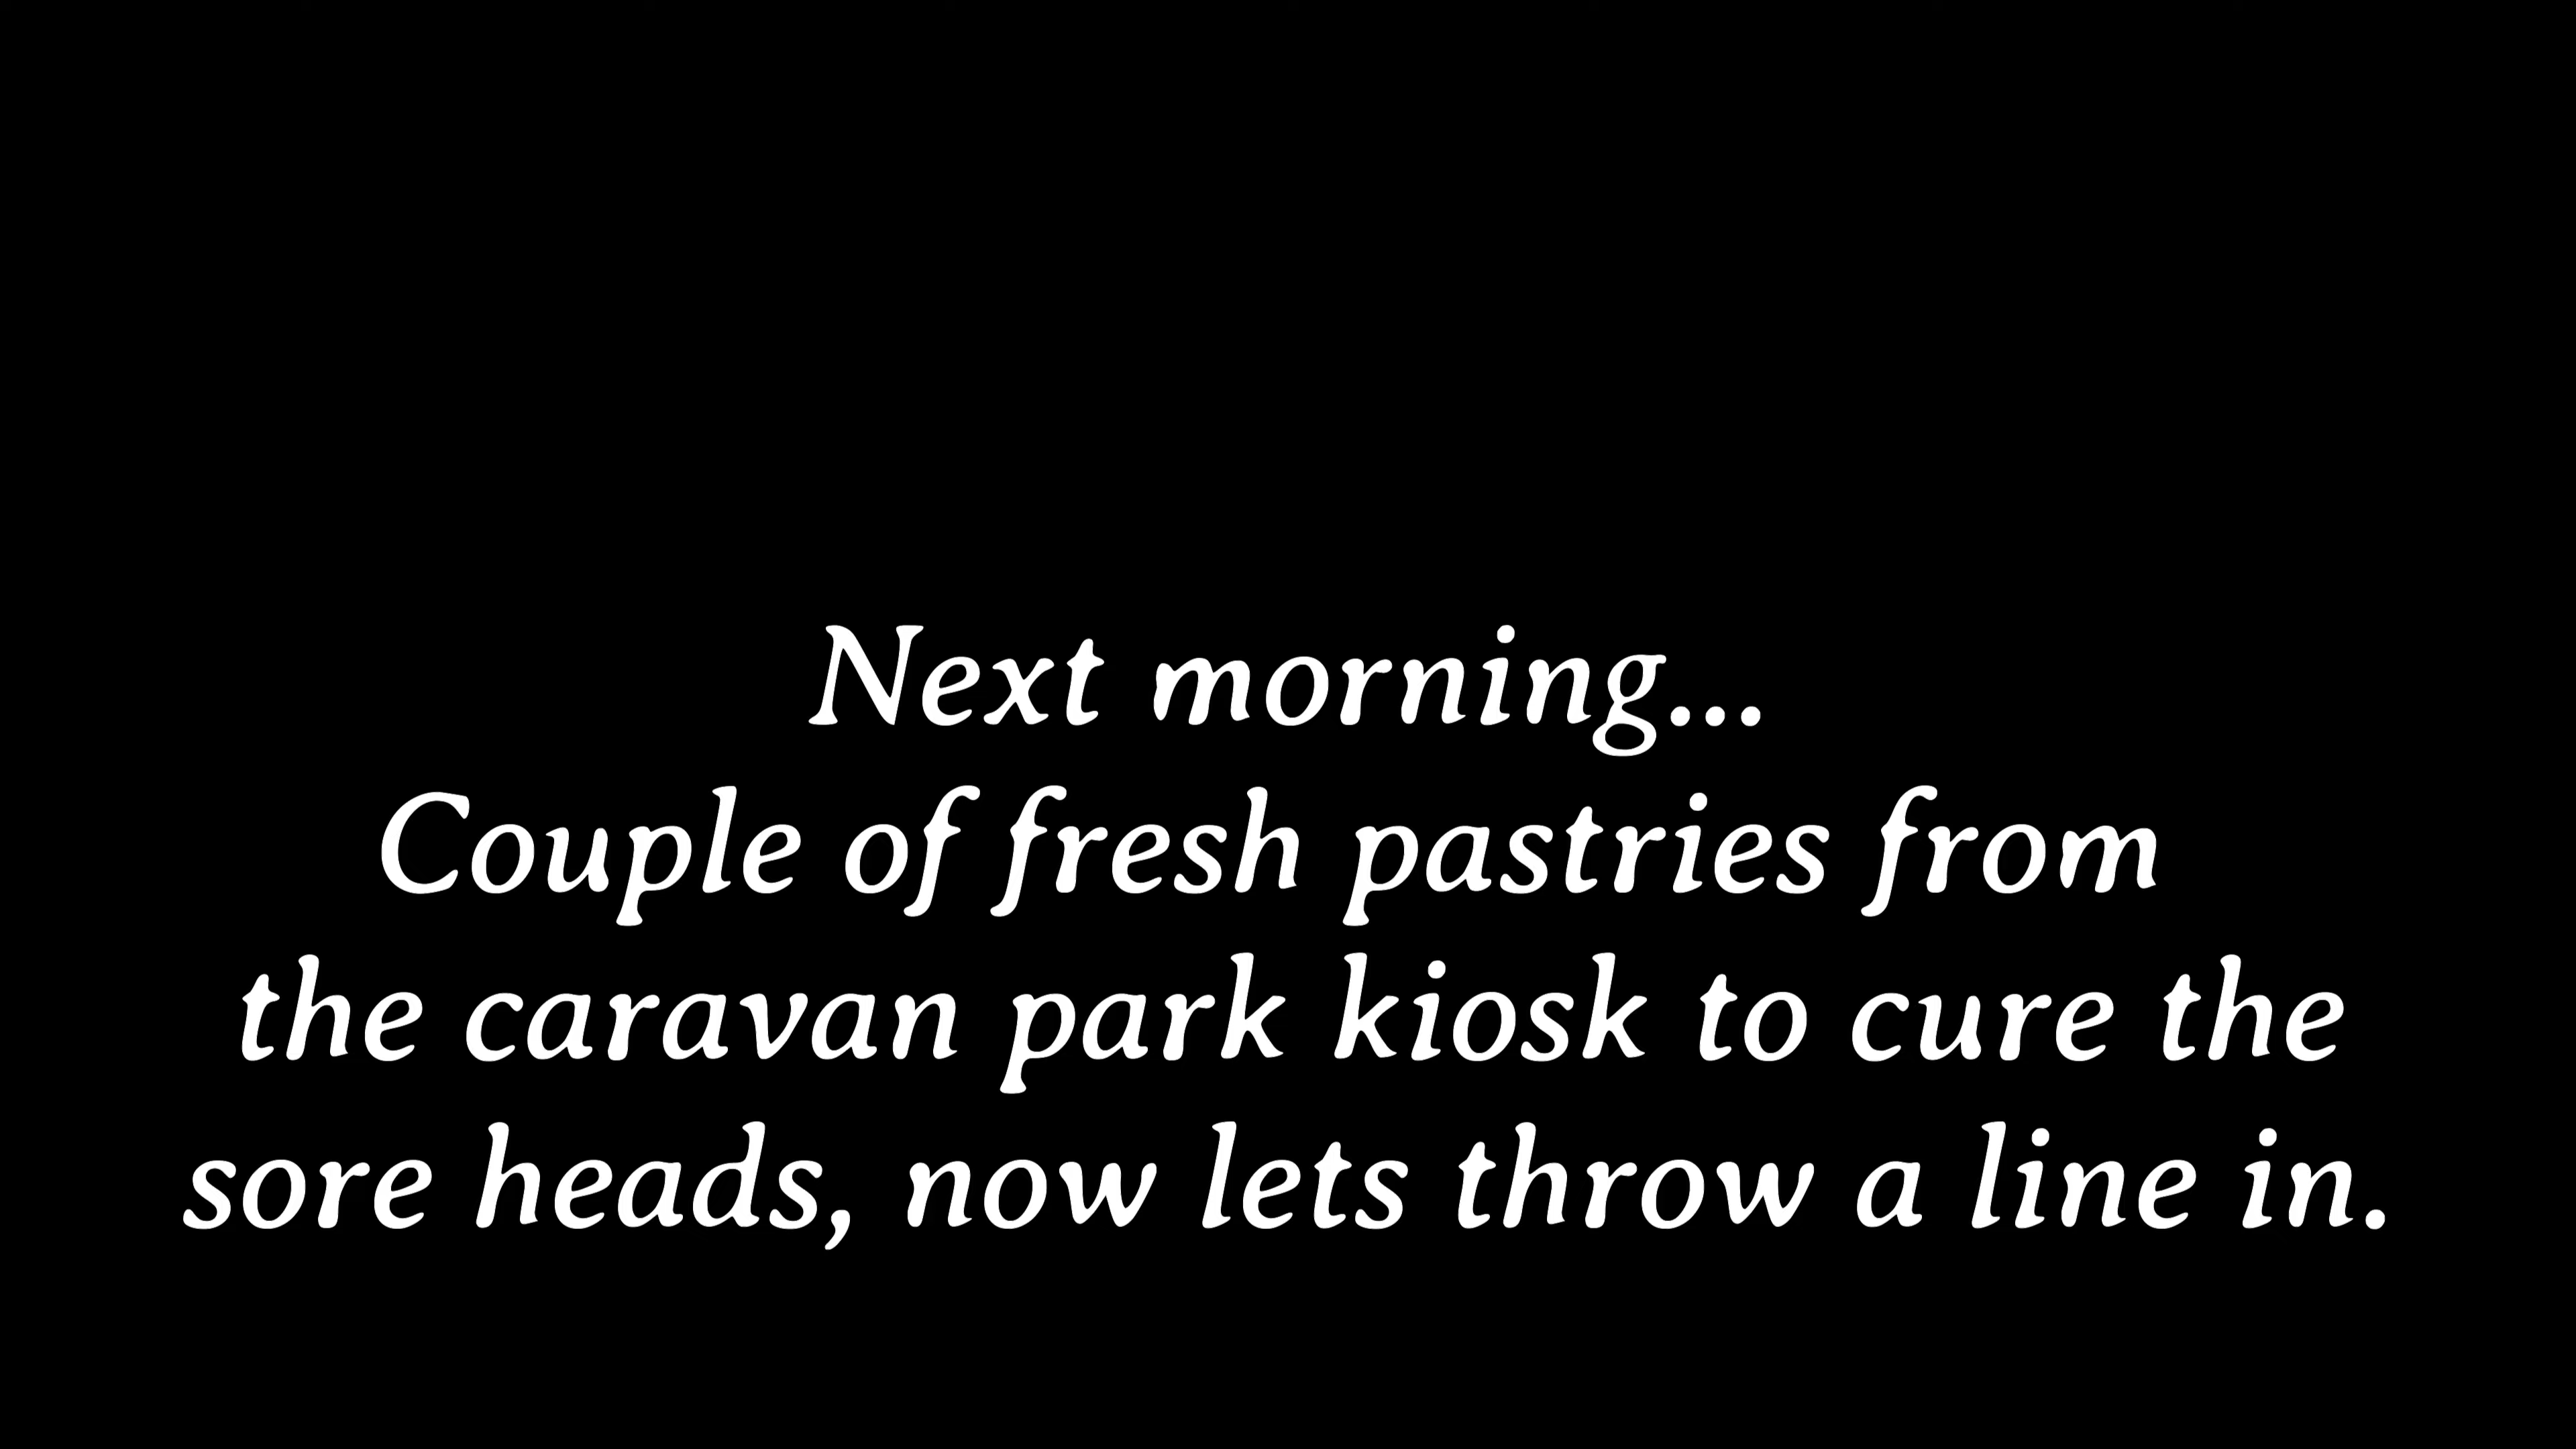 Next morning...
Couple of fresh pastries from
the caravan park kiosk to cure the
sore heads, now lets throw a line in.